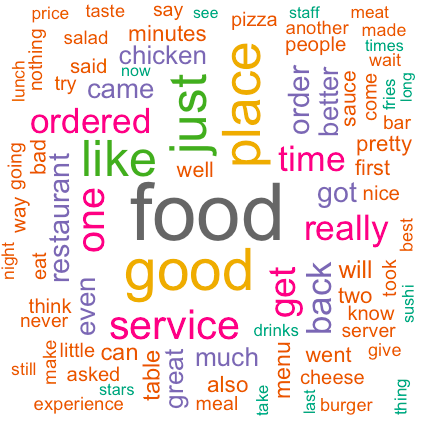 price
taste
say
see
pizza
staff
meat
another
made
salad
minutes
people
times
lunch
nothing
said
now
chicken
wait
try
came
just
place
order
better
sauce
come
fries
long
ordered
bar
going
bad
like
well
time
pretty
first
way
restaurant
one
food
got
nice
really
best
night
eat
good
get
back
will
took
think
even
two
sushi
never
service
know
drinks
server
little
can
great
much
menu
went
give
still
make
asked
table
also
cheese
stars
take
thing
experience
meal
last
burger